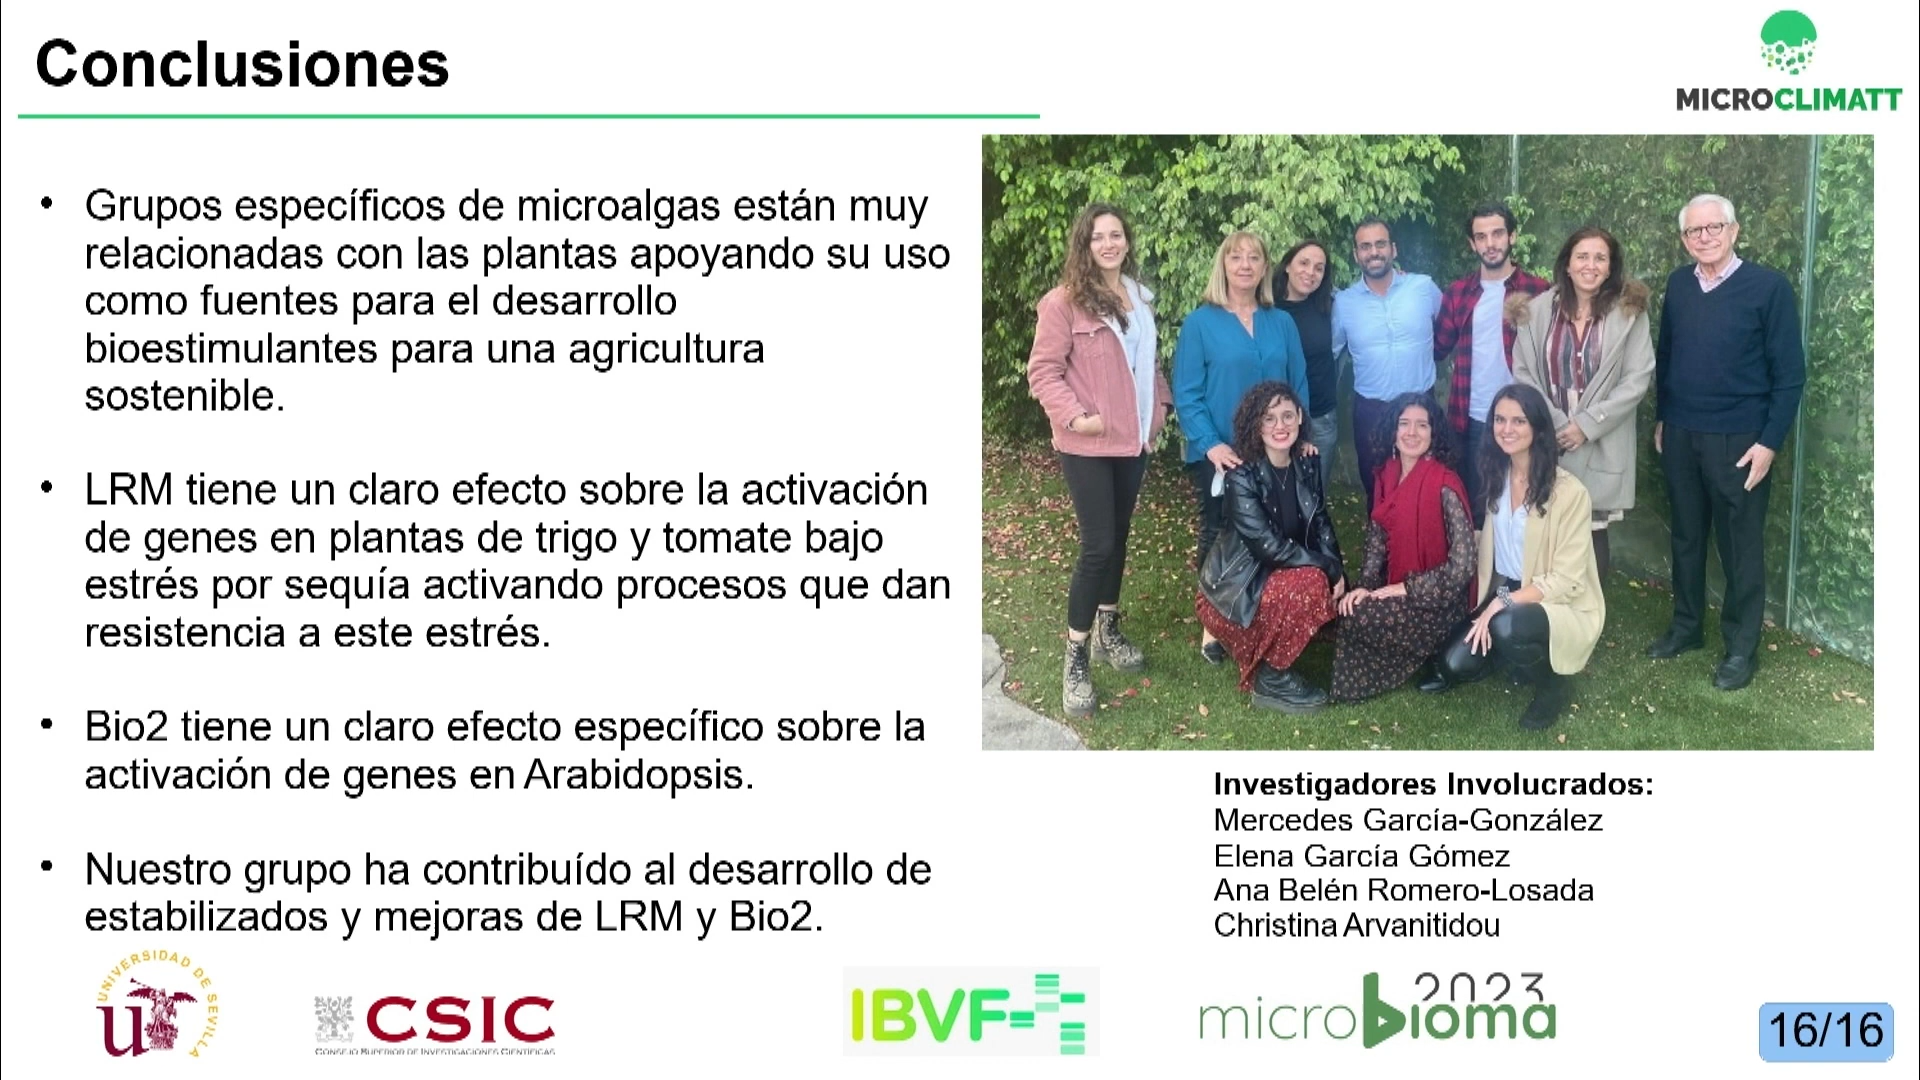 Conclusiones
MICROCLIMATT
• Grupos específicos de microalgas están muy
relacionadas con las plantas apoyando su uso
como fuentes para el desarrollo
bioestimulantes para una agricultura
sostenible.
• LRM tiene un claro efecto sobre la activación
de genes en plantas de trigo y tomate bajo
estrés por sequía activando procesos que dan
resistencia a este estrés.
• Bio2 tiene un claro efecto específico sobre la
activación de genes en Arabidopsis.
• Nuestro grupo ha contribuído al desarrollo de
estabilizados y mejoras de LRM y Bio2.
Investigadores Involucrados:
Mercedes García-González
Elena García Gómez
Ana Belén Romero-Losada
Christina Arvanitidou
UNIVERSIDAD DE SEVILLA
CSIC
CONSEJO SUPERIOR DE INVESTIGACIONES CIENTÍFICAS
IBVF
2023
microbioma
16/16